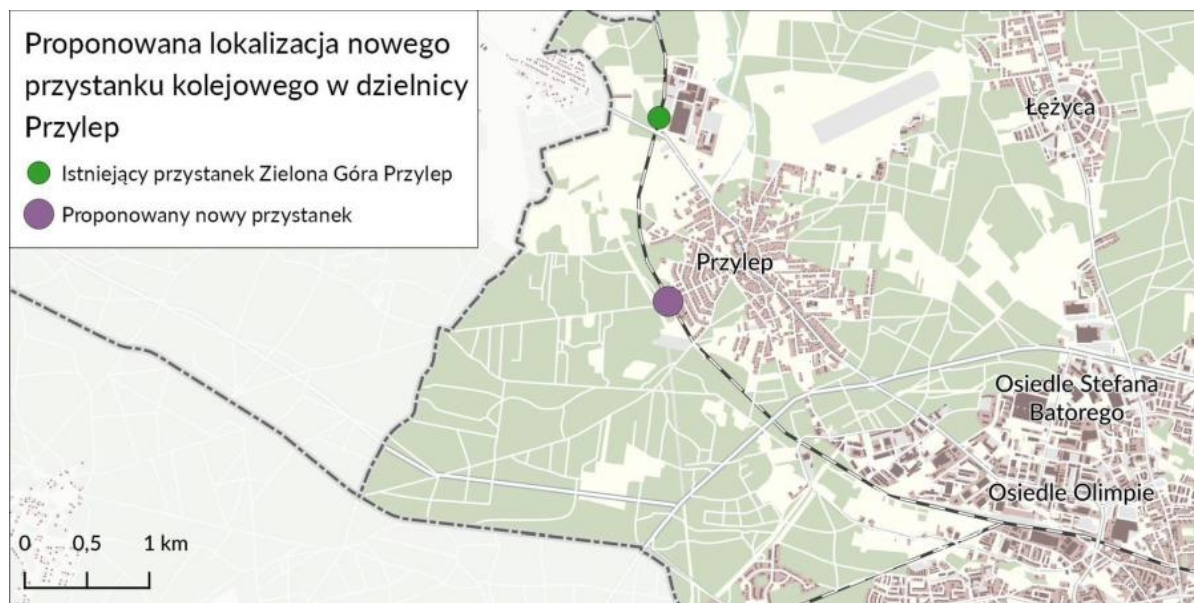 Proponowana lokalizacja nowego
przystanku kolejowego w dzielnicy
Przylep
Istniejący przystanek Zielona Góra Przylep
Proponowany nowy przystanek
Łężyca
Przylep
Osiedle Stefana
Batorego
Osiedle Olimpie
0 0,5 1 km